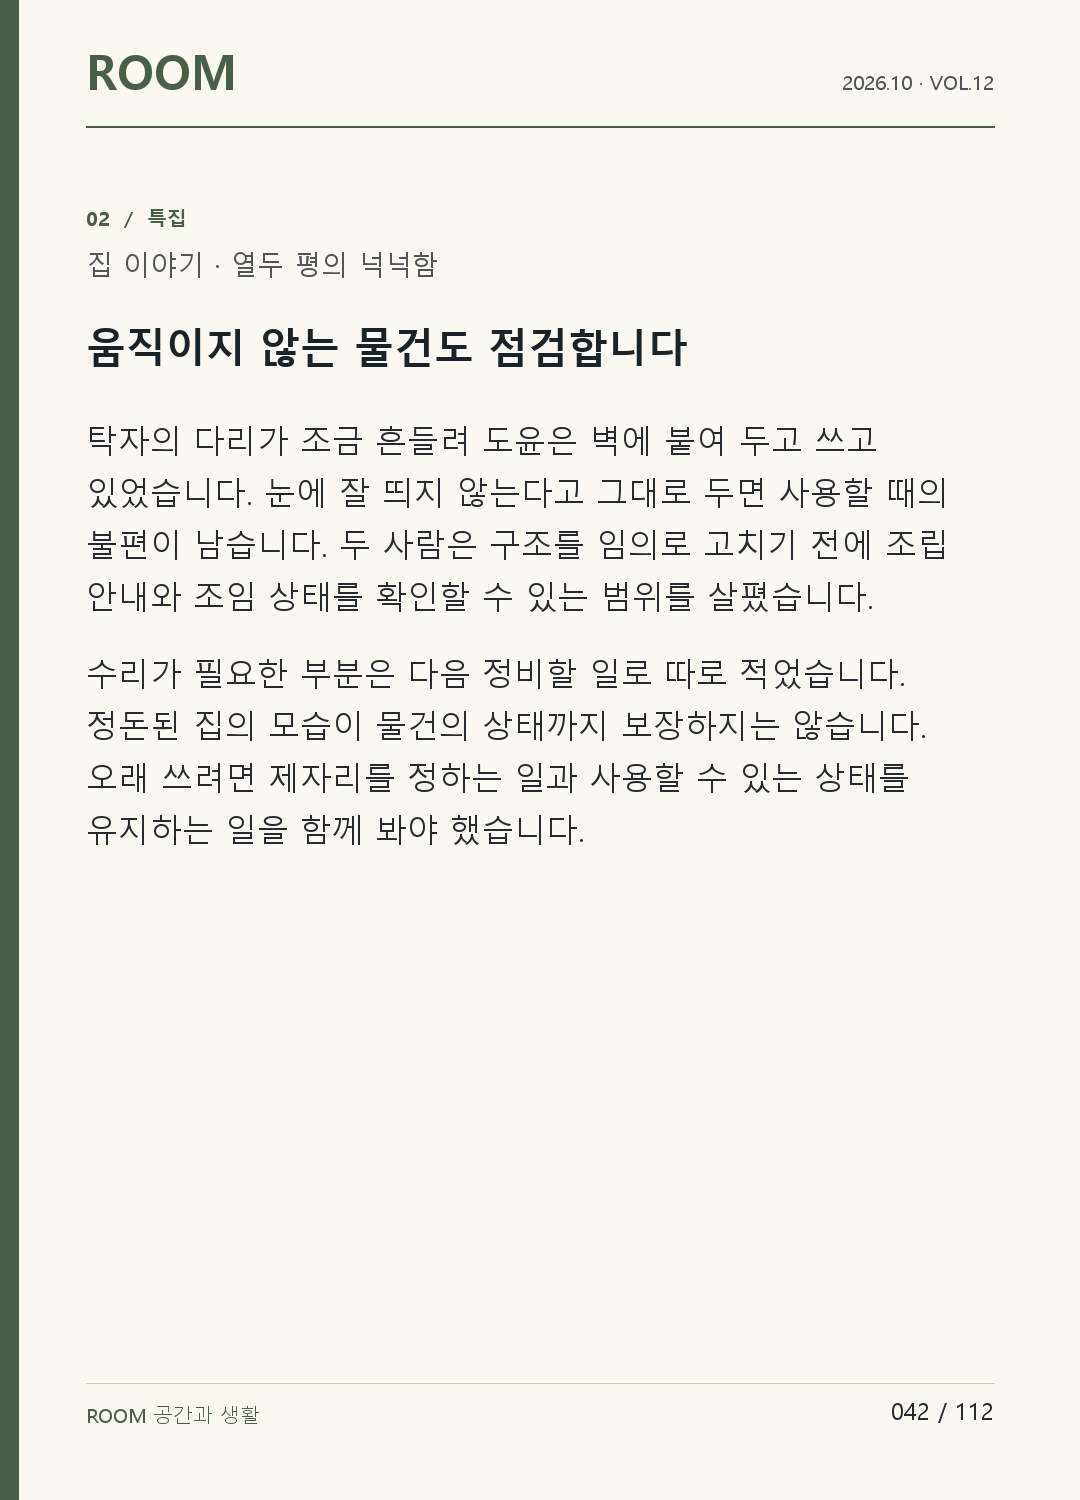 ROOM
2026.10 · VOL.12
02 / 특집
집 이야기 · 열두 평의 넉넉함
움직이지 않는 물건도 점검합니다
탁자의 다리가 조금 흔들려 도윤은 벽에 붙여 두고 쓰고
있었습니다. 눈에 잘 띄지 않는다고 그대로 두면 사용할 때의
불편이 남습니다. 두 사람은 구조를 임의로 고치기 전에 조립
안내와 조임 상태를 확인할 수 있는 범위를 살폈습니다.
수리가 필요한 부분은 다음 정비할 일로 따로 적었습니다.
정돈된 집의 모습이 물건의 상태까지 보장하지는 않습니다.
오래 쓰려면 제자리를 정하는 일과 사용할 수 있는 상태를
유지하는 일을 함께 봐야 했습니다.
ROOM 공간과 생활
042 / 112